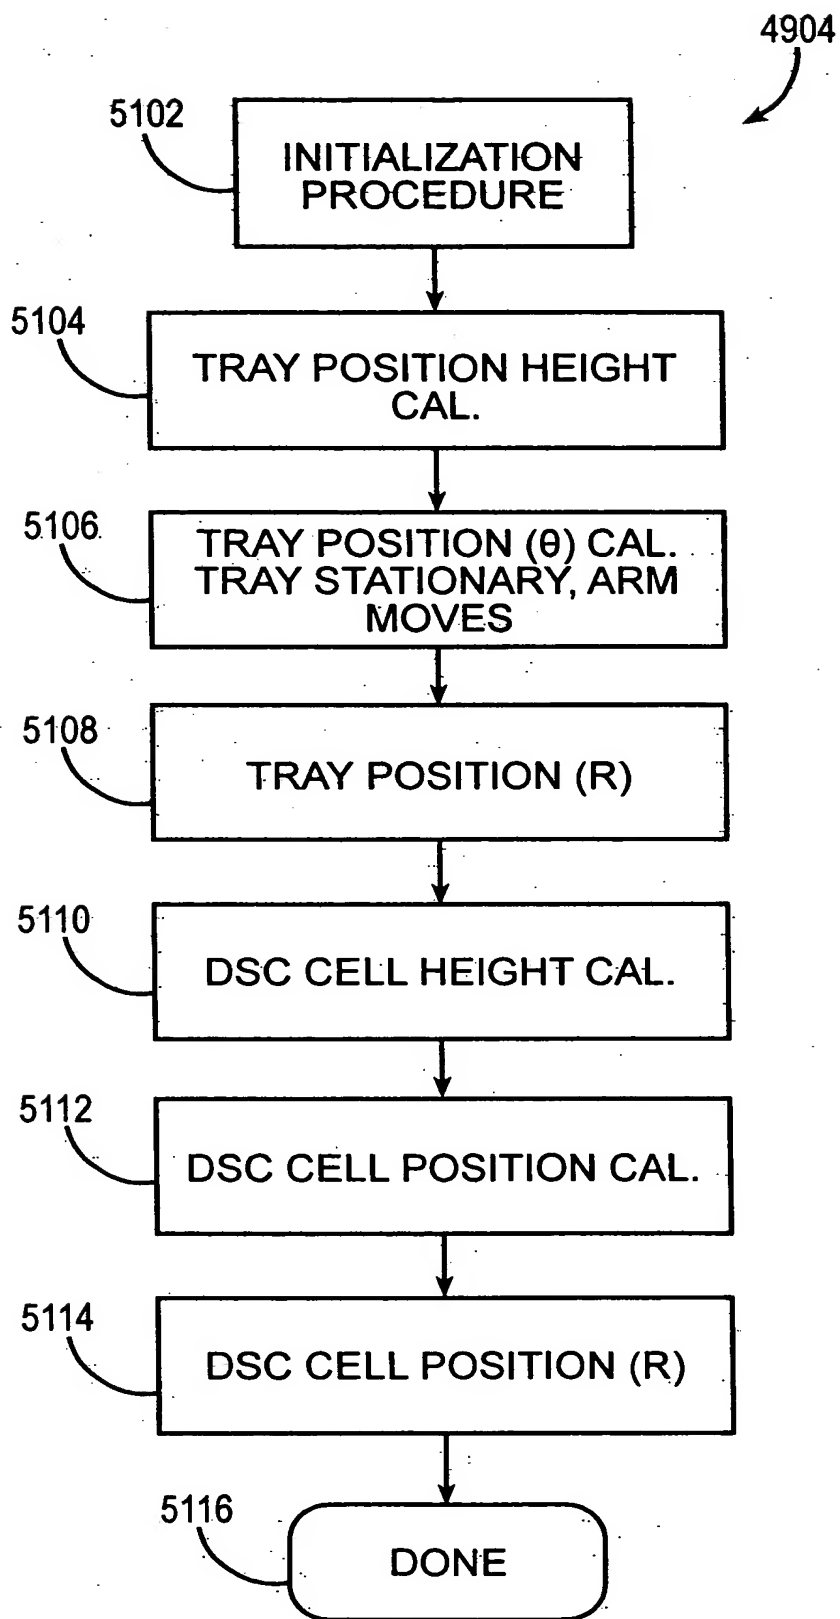 4904
5102
INITIALIZATION
PROCEDURE
5104
TRAY POSITION HEIGHT
CAL.
5106
TRAY POSITION (θ) CAL.
TRAY STATIONARY, ARM
MOVES
5108
TRAY POSITION (R)
5110
DSC CELL HEIGHT CAL.
5112
DSC CELL POSITION CAL.
5114
DSC CELL POSITION (R)
5116
DONE